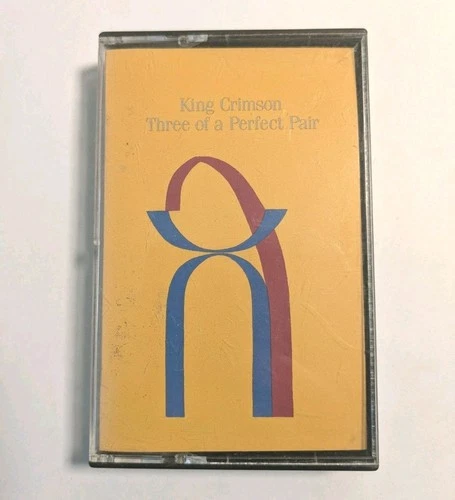 King Crimson
Three of a Perfect Pair